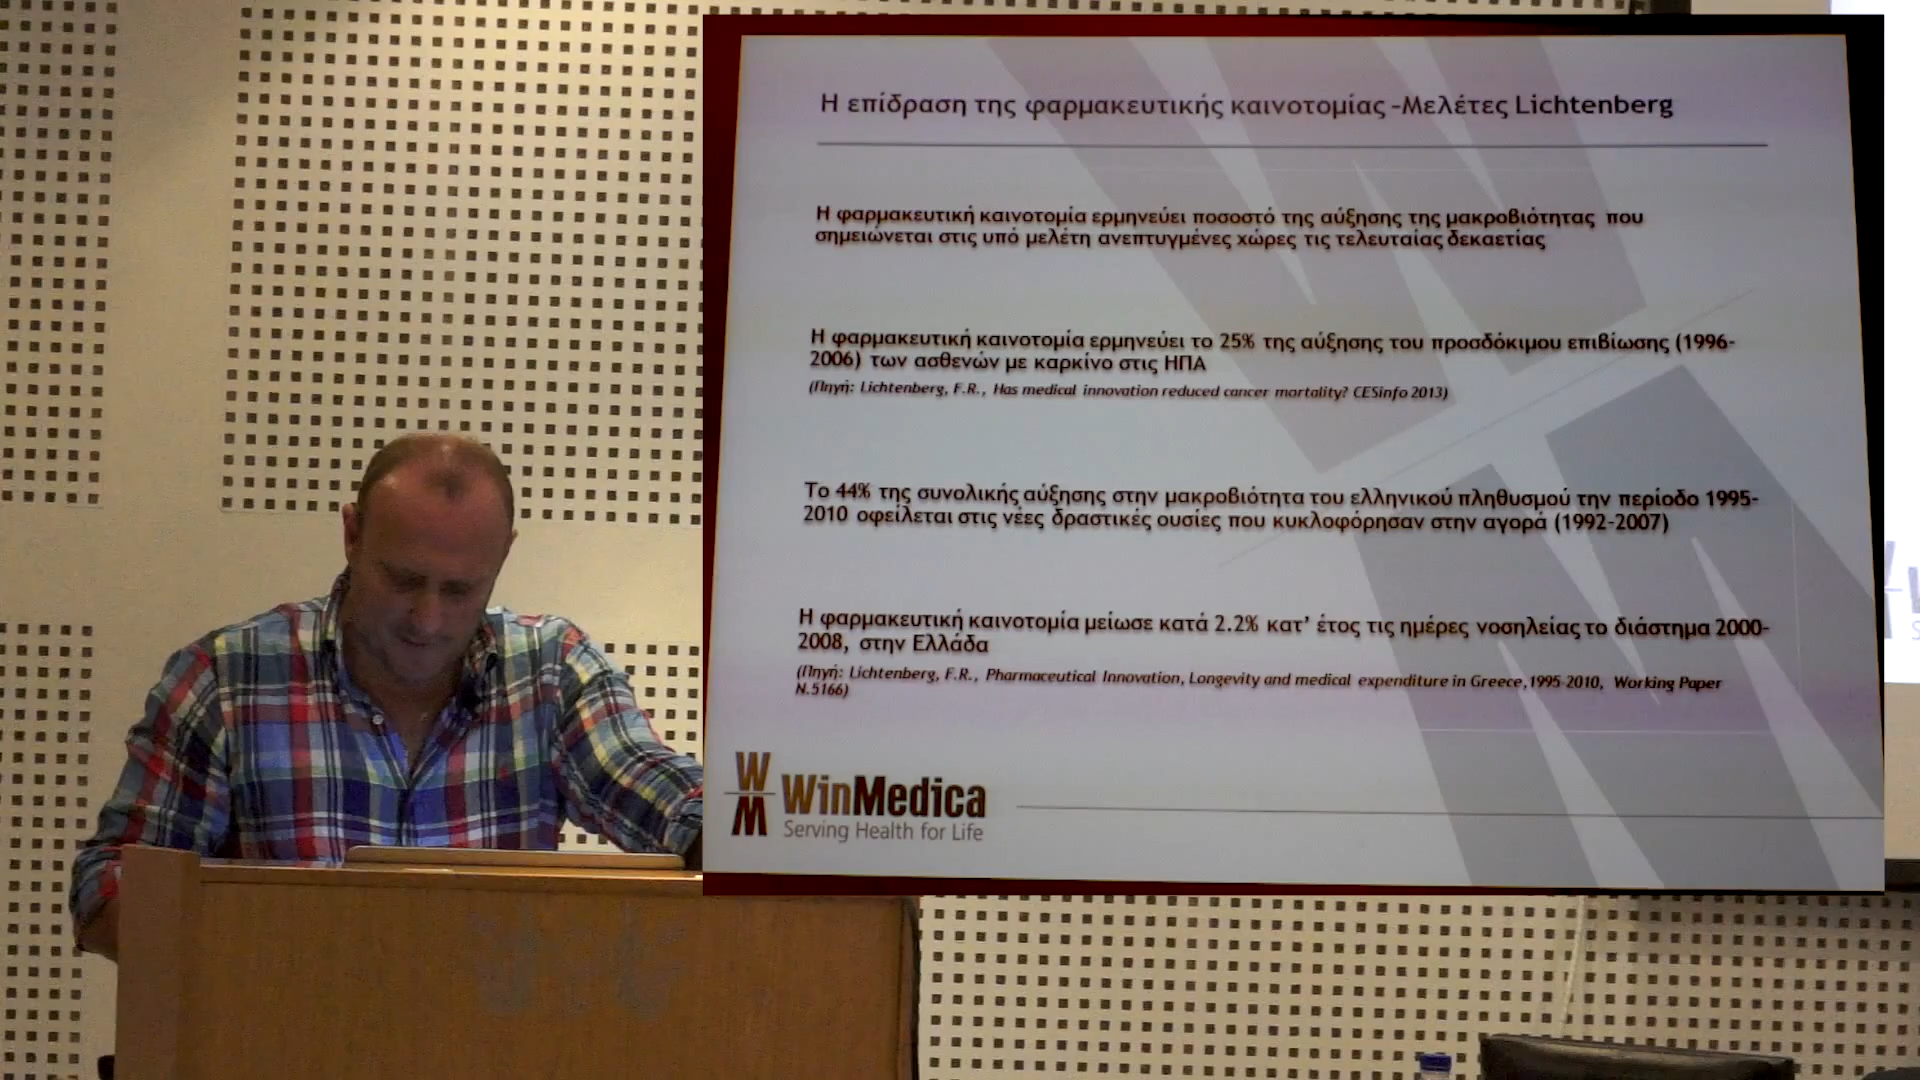 Η επίδραση της φαρμακευτικής καινοτομίας –Μελέτες Lichtenberg
Η φαρμακευτική καινοτομία ερμηνεύει ποσοστό της αύξησης της μακροβιότητας που
σημειώνεται στις υπό μελέτη ανεπτυγμένες χώρες τις τελευταίας δεκαετίας
Η φαρμακευτική καινοτομία ερμηνεύει το 25% της αύξησης του προσδόκιμου επιβίωσης (1996-
2006) των ασθενών με καρκίνο στις ΗΠΑ
(Πηγή: Lichtenberg, F.R., Has medical innovation reduced cancer mortality? CESinfo 2013)
Το 44% της συνολικής αύξησης στην μακροβιότητα του ελληνικού πληθυσμού την περίοδο 1995-
2010 οφείλεται στις νέες δραστικές ουσίες που κυκλοφόρησαν στην αγορά (1992-2007)
Η φαρμακευτική καινοτομία μείωσε κατά 2.2% κατ’ έτος τις ημέρες νοσηλείας το διάστημα 2000-
2008, στην Ελλάδα
(Πηγή: Lichtenberg, F.R., Pharmaceutical Innovation, Longevity and medical expenditure in Greece,1995-2010, Working Paper
N.5166)
WM WinMedica
Serving Health for Life